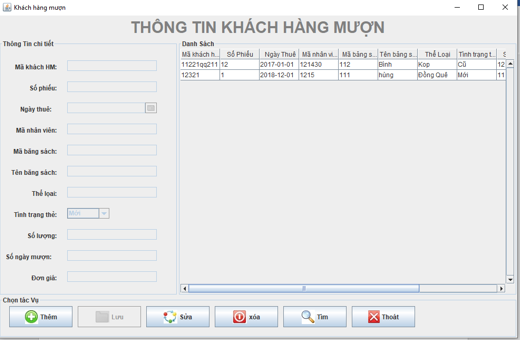 Khách hàng mượn
THÔNG TIN KHÁCH HÀNG MƯỢN
Thông Tin chi tiết
Mã khách HM:
Số phiếu:
Ngày thuê:
Mã nhân viên:
Mã băng sách:
Tên băng sách:
Thể loại:
Tình trạng thẻ: Mới
Số lượng:
Số ngày mượn:
Đơn giá:
Danh Sách
Mã khách h... Số Phiếu Ngày Thuê Mã nhân vi... Mã băng s... Tên băng s... Thể Loại Tình trạng t... S
11221qq211 12 2017-01-01 121430 112 Bình Kop Cũ 12
12321 1 2018-12-01 1215 111 hùng Đồng Quê Mới 11
Chọn tác Vụ
Thêm Lưu Sửa xóa Tìm Thoát